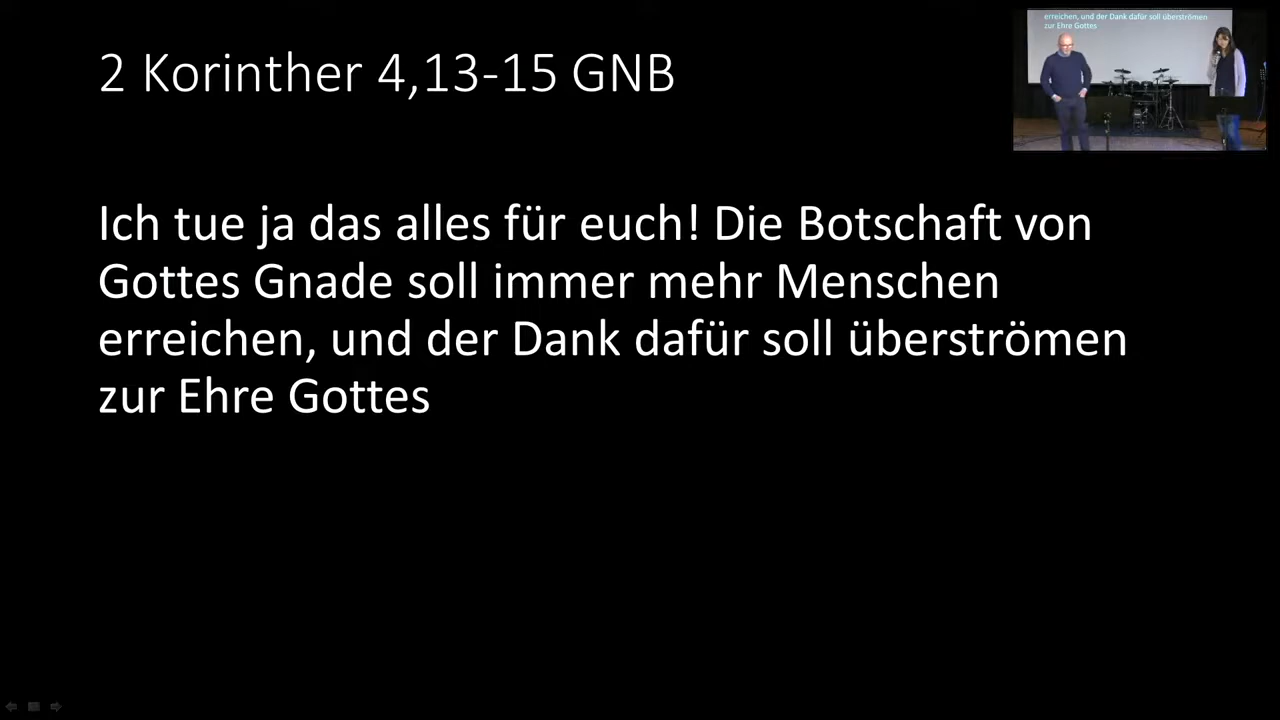 2 Korinther 4,13-15 GNB
erreichen, und der Dank dafür soll überströmen
zur Ehre Gottes
Ich tue ja das alles für euch! Die Botschaft von
Gottes Gnade soll immer mehr Menschen
erreichen, und der Dank dafür soll überströmen
zur Ehre Gottes